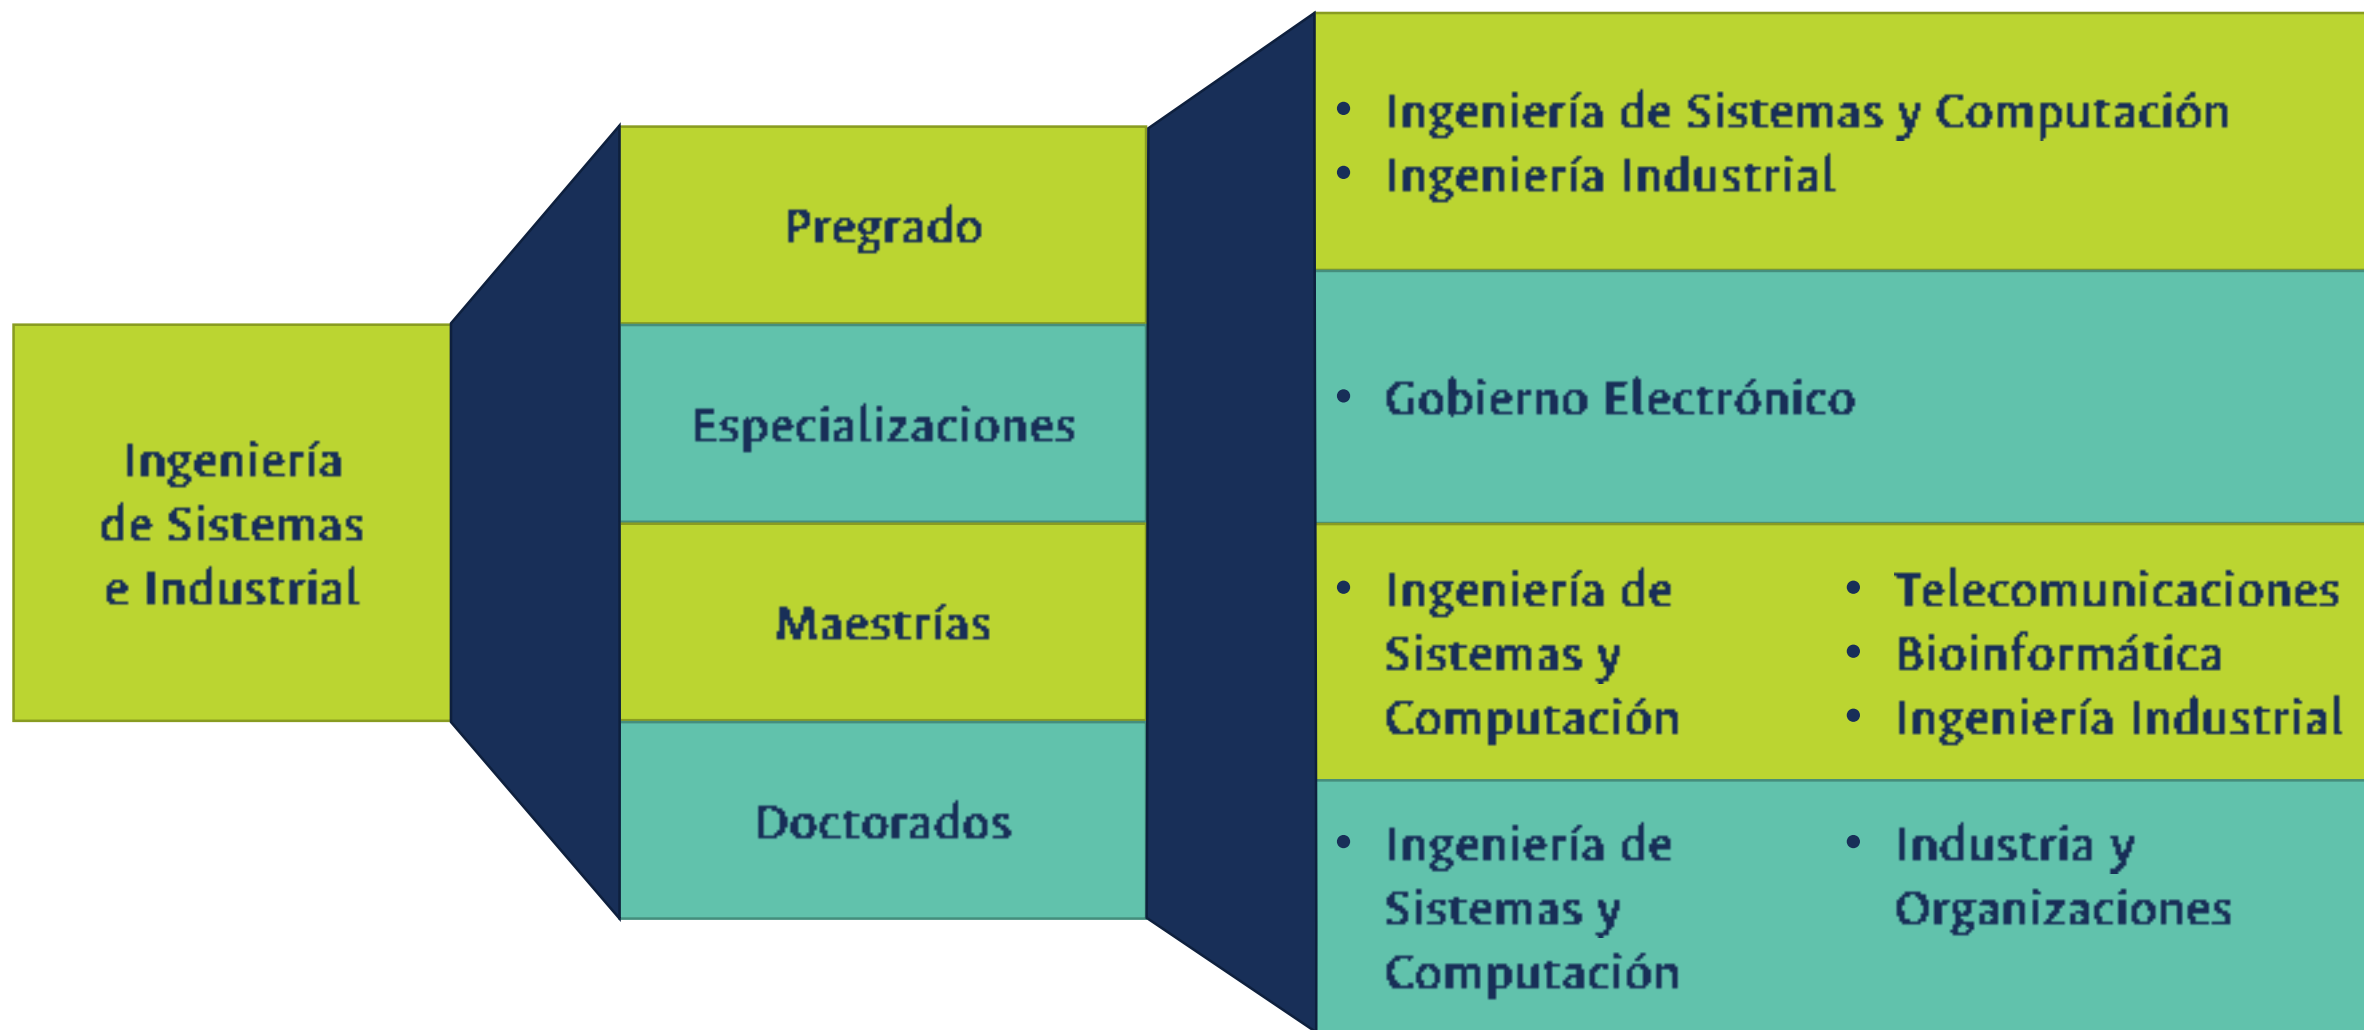 Ingeniería
de Sistemas
e Industrial
Pregrado
Especializaciones
Maestrías
Doctorados
• Ingeniería de Sistemas y Computación
• Ingeniería Industrial
• Gobierno Electrónico
• Ingeniería de
Sistemas y
Computación
• Telecomunicaciones
• Bioinformática
• Ingeniería Industrial
• Ingeniería de
Sistemas y
Computación
• Industria y
Organizaciones